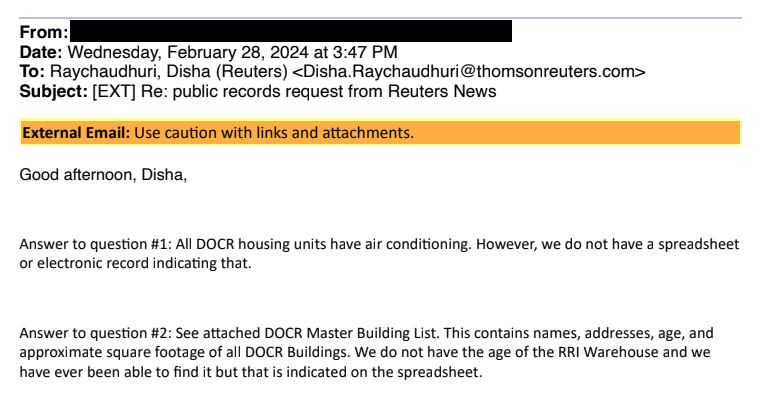 From:
Date: Wednesday, February 28, 2024 at 3:47 PM
To: Raychaudhuri, Disha (Reuters) <Disha.Raychaudhuri@thomsonreuters.com>
Subject: [EXT] Re: public records request from Reuters News
External Email: Use caution with links and attachments.
Good afternoon, Disha,
Answer to question #1: All DOCR housing units have air conditioning. However, we do not have a spreadsheet
or electronic record indicating that.
Answer to question #2: See attached DOCR Master Building List. This contains names, addresses, age, and
approximate square footage of all DOCR Buildings. We do not have the age of the RRI Warehouse and we
have ever been able to find it but that is indicated on the spreadsheet.